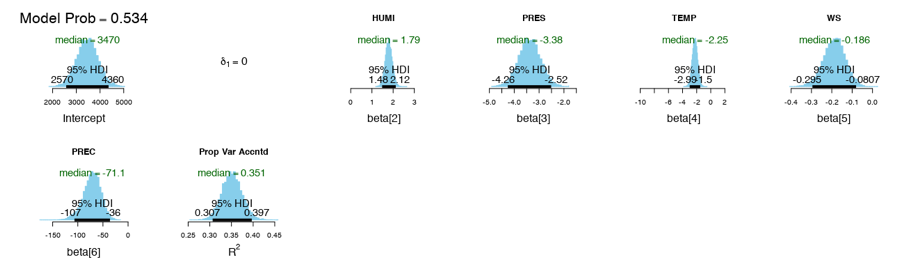 Model Prob = 0.534
HUMI
PRES
TEMP
WS
median = 3470
δ1 = 0
median = 1.79
median = -3.38
median = -2.25
median = -0.186
95% HDI
95% HDI
95% HDI
95% HDI
95% HDI
2570 4360
1.48 2.12
-4.26 -2.52
-2.99 -1.5
-0.295 -0.0807
2000 3000 4000 5000
0 1 2 3
-5.0 -4.0 -3.0 -2.0
-10 -6 -4 -2 0 2
-0.4 -0.3 -0.2 -0.1 0.0
Intercept
beta[2]
beta[3]
beta[4]
beta[5]
PREC
Prop Var Accntd
median = -71.1
median = 0.351
95% HDI
95% HDI
-107 -36
0.307 0.397
-150 -100 -50 0
0.25 0.30 0.35 0.40 0.45
beta[6]
R2